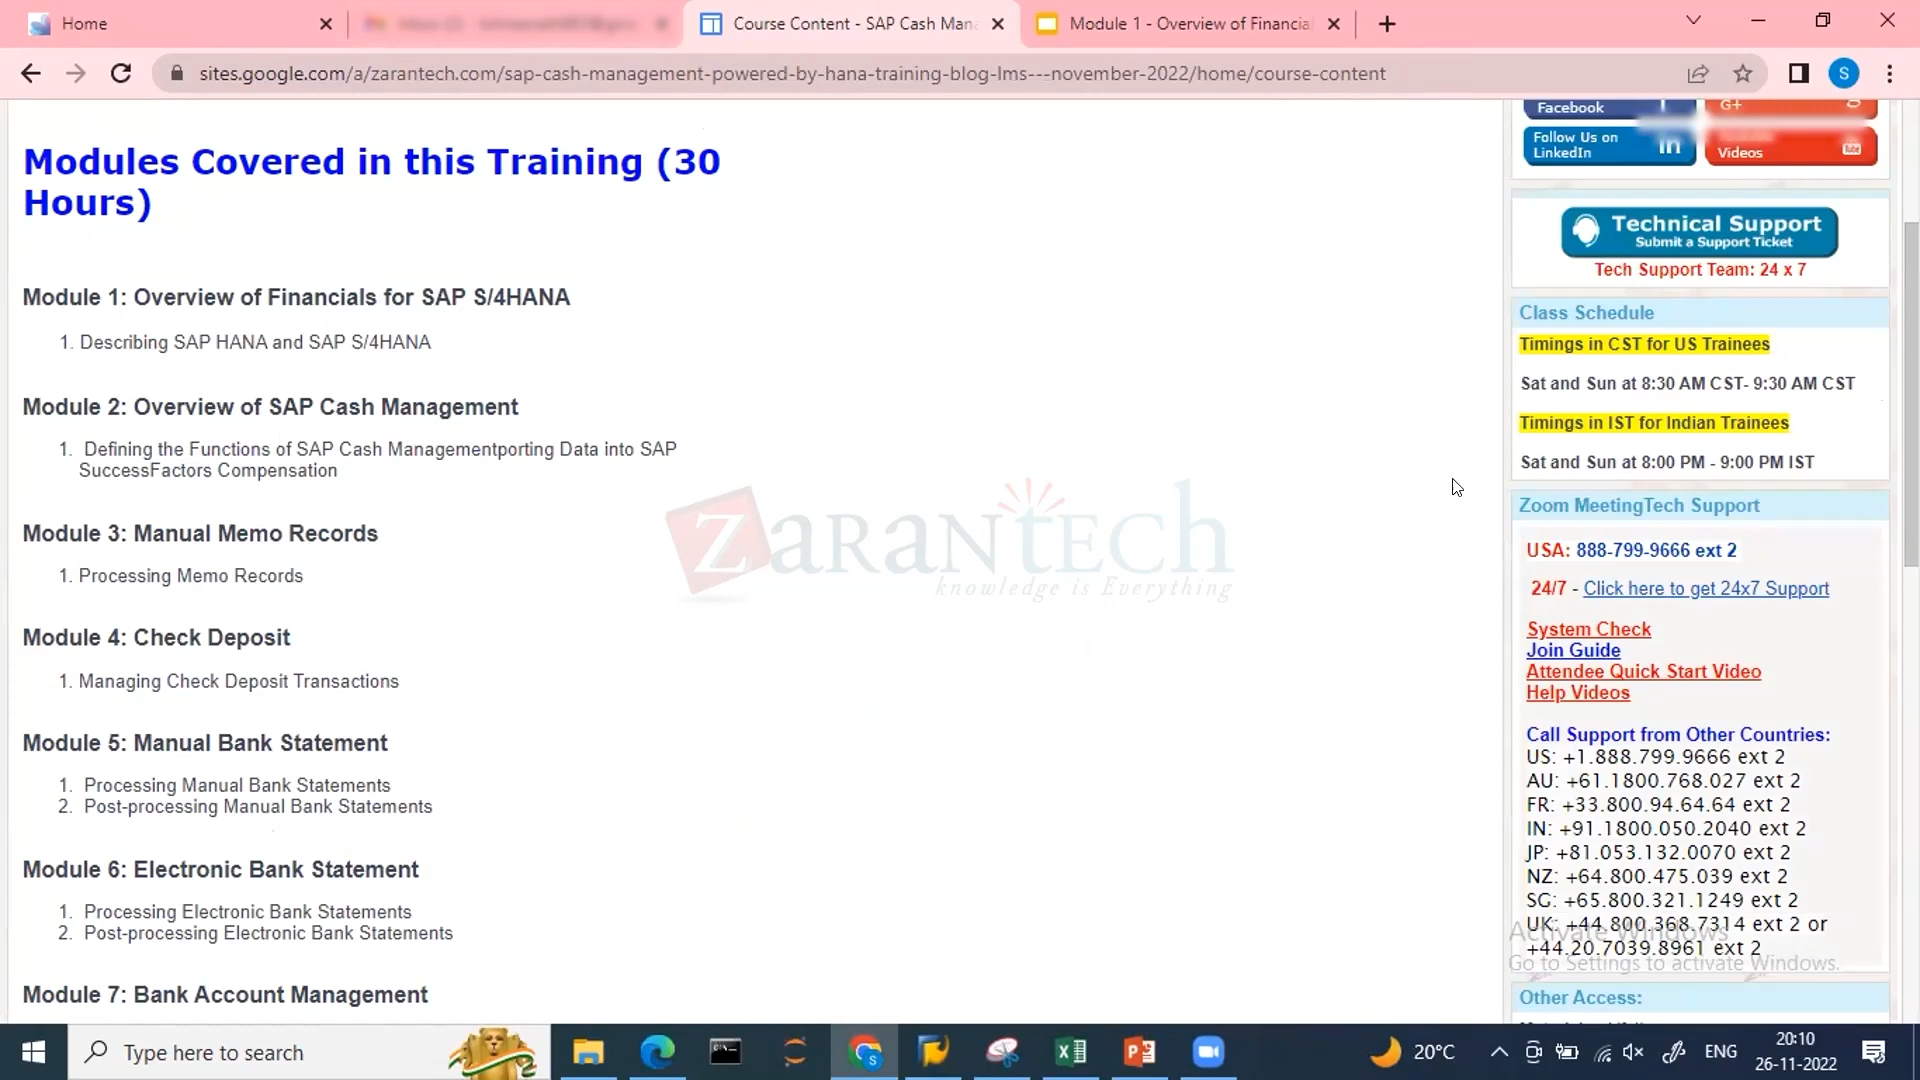 Home
Course Content - SAP Cash Mana
Module 1 - Overview of Financia
sites.google.com/a/zarantech.com/sap-cash-management-powered-by-hana-training-blog-lms---november-2022/home/course-content
S
Modules Covered in this Training (30
Hours)
Module 1: Overview of Financials for SAP S/4HANA
1. Describing SAP HANA and SAP S/4HANA
Module 2: Overview of SAP Cash Management
1. Defining the Functions of SAP Cash Managementporting Data into SAP
SuccessFactors Compensation
Module 3: Manual Memo Records
1. Processing Memo Records
Module 4: Check Deposit
1. Managing Check Deposit Transactions
Module 5: Manual Bank Statement
1. Processing Manual Bank Statements
2. Post-processing Manual Bank Statements
Module 6: Electronic Bank Statement
1. Processing Electronic Bank Statements
2. Post-processing Electronic Bank Statements
Module 7: Bank Account Management
ZaranTech
knowledge is Everything
Facebook
G+
Follow Us on
LinkedIn
in
Videos
Technical Support
Submit a Support Ticket
Tech Support Team: 24 x 7
Class Schedule
Timings in CST for US Trainees
Sat and Sun at 8:30 AM CST- 9:30 AM CST
Timings in IST for Indian Trainees
Sat and Sun at 8:00 PM - 9:00 PM IST
Zoom MeetingTech Support
USA: 888-799-9666 ext 2
24/7 - Click here to get 24x7 Support
System Check
Join Guide
Attendee Quick Start Video
Help Videos
Call Support from Other Countries:
US: +1.888.799.9666 ext 2
AU: +61.1800.768.027 ext 2
FR: +33.800.94.64.64 ext 2
IN: +91.1800.050.2040 ext 2
JP: +81.053.132.0070 ext 2
NZ: +64.800.475.039 ext 2
SG: +65.800.321.1249 ext 2
UK: +44.800.368.7314 ext 2 or
+44.20.7039.8961 ext 2
Activate Windows
Go to Settings to activate Windows.
Other Access:
Type here to search
20°C
ENG
20:10
26-11-2022